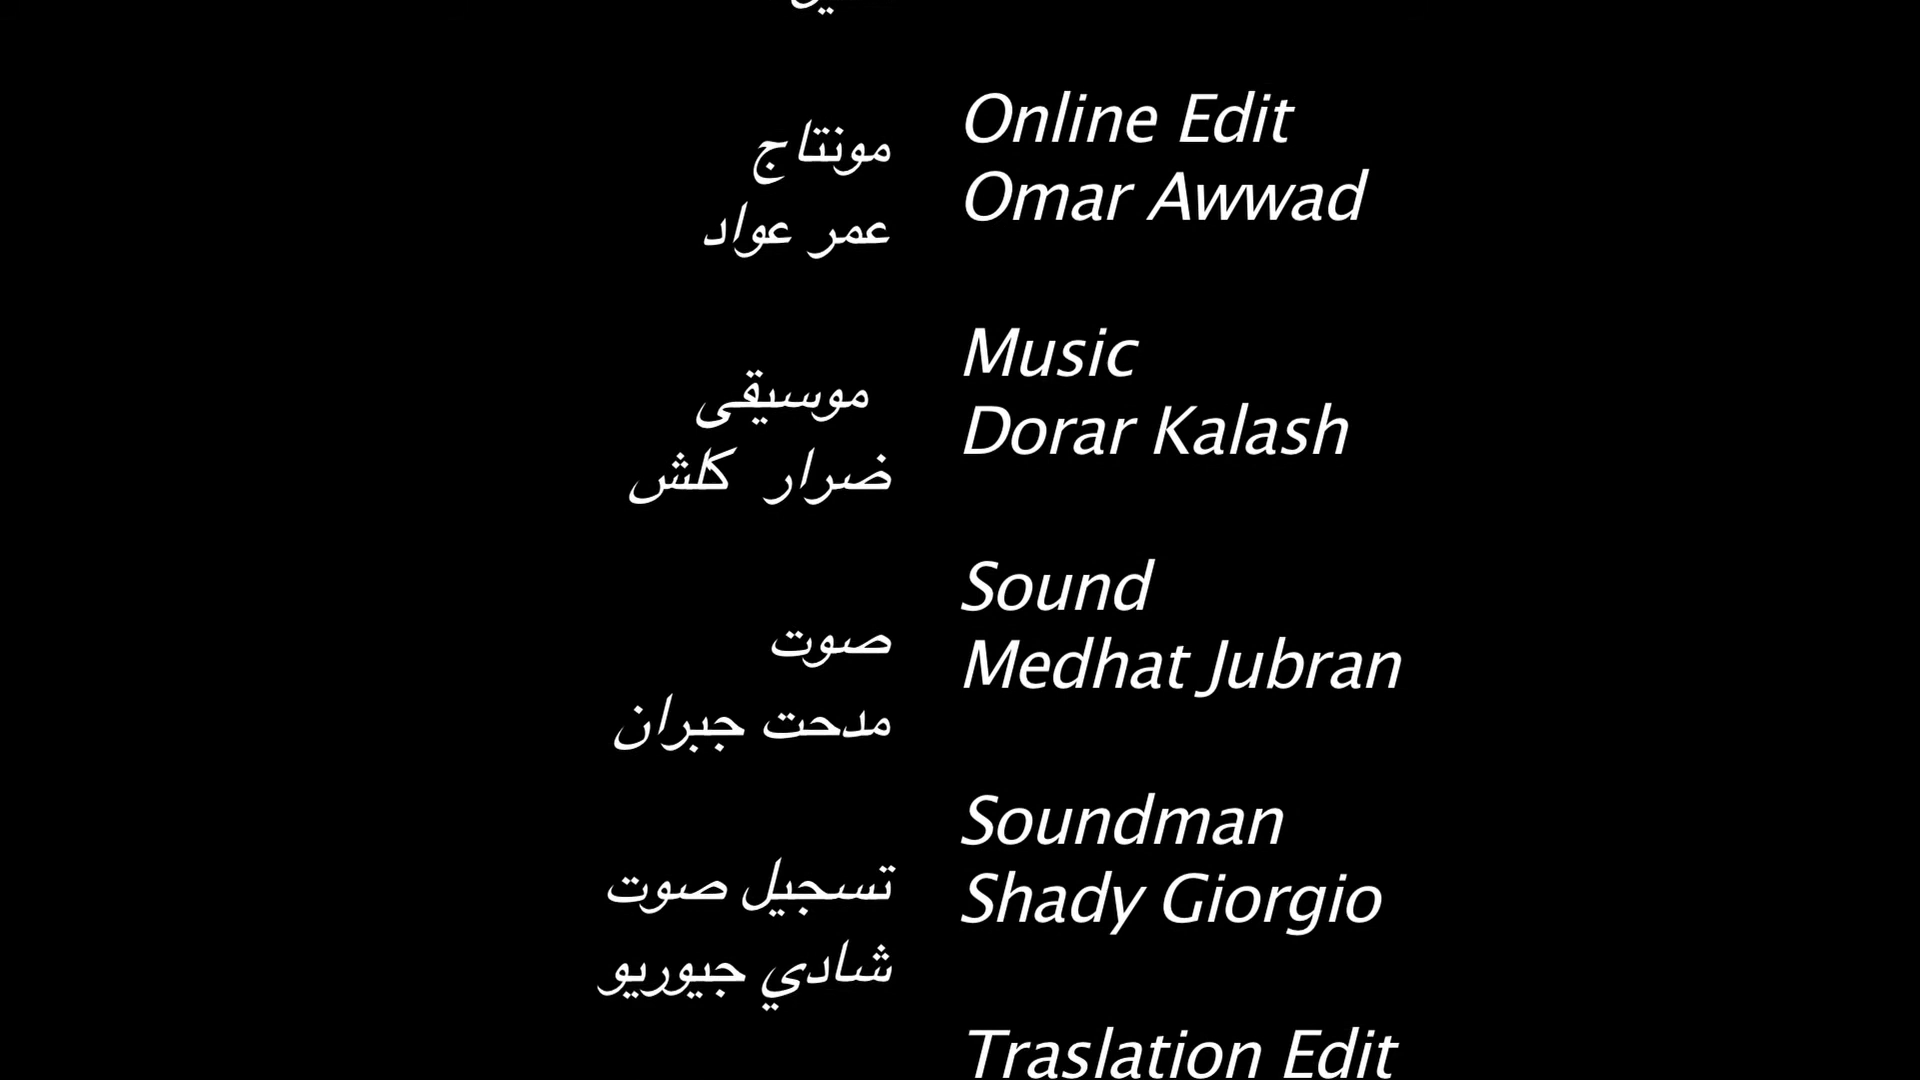 Online Edit
Omar Awwad
مونتاج
عمر عواد
Music
Dorar Kalash
موسيقى
ضرار كلش
Sound
Medhat Jubran
صوت
مدحت جبران
Soundman
Shady Giorgio
تسجيل صوت
شادي جيوريو
Traslation Edit